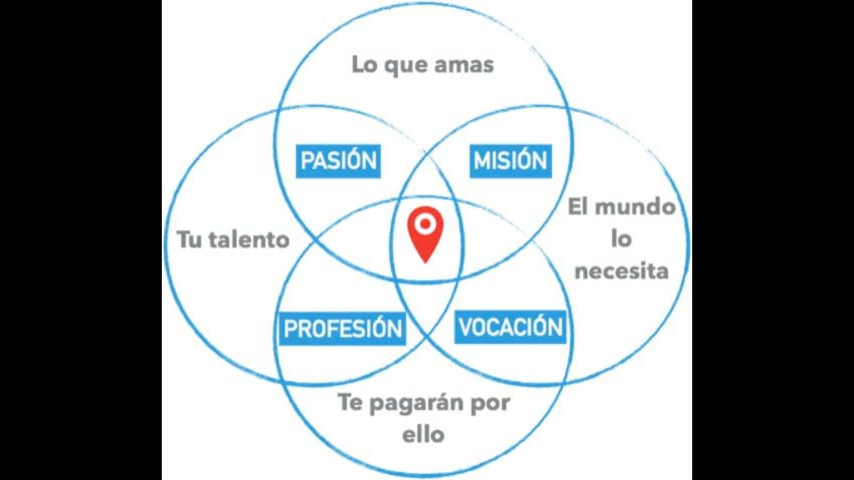 Lo que amas
PASIÓN
MISIÓN
Tu talento
El mundo
lo
necesita
PROFESIÓN
VOCACIÓN
Te pagarán por
ello